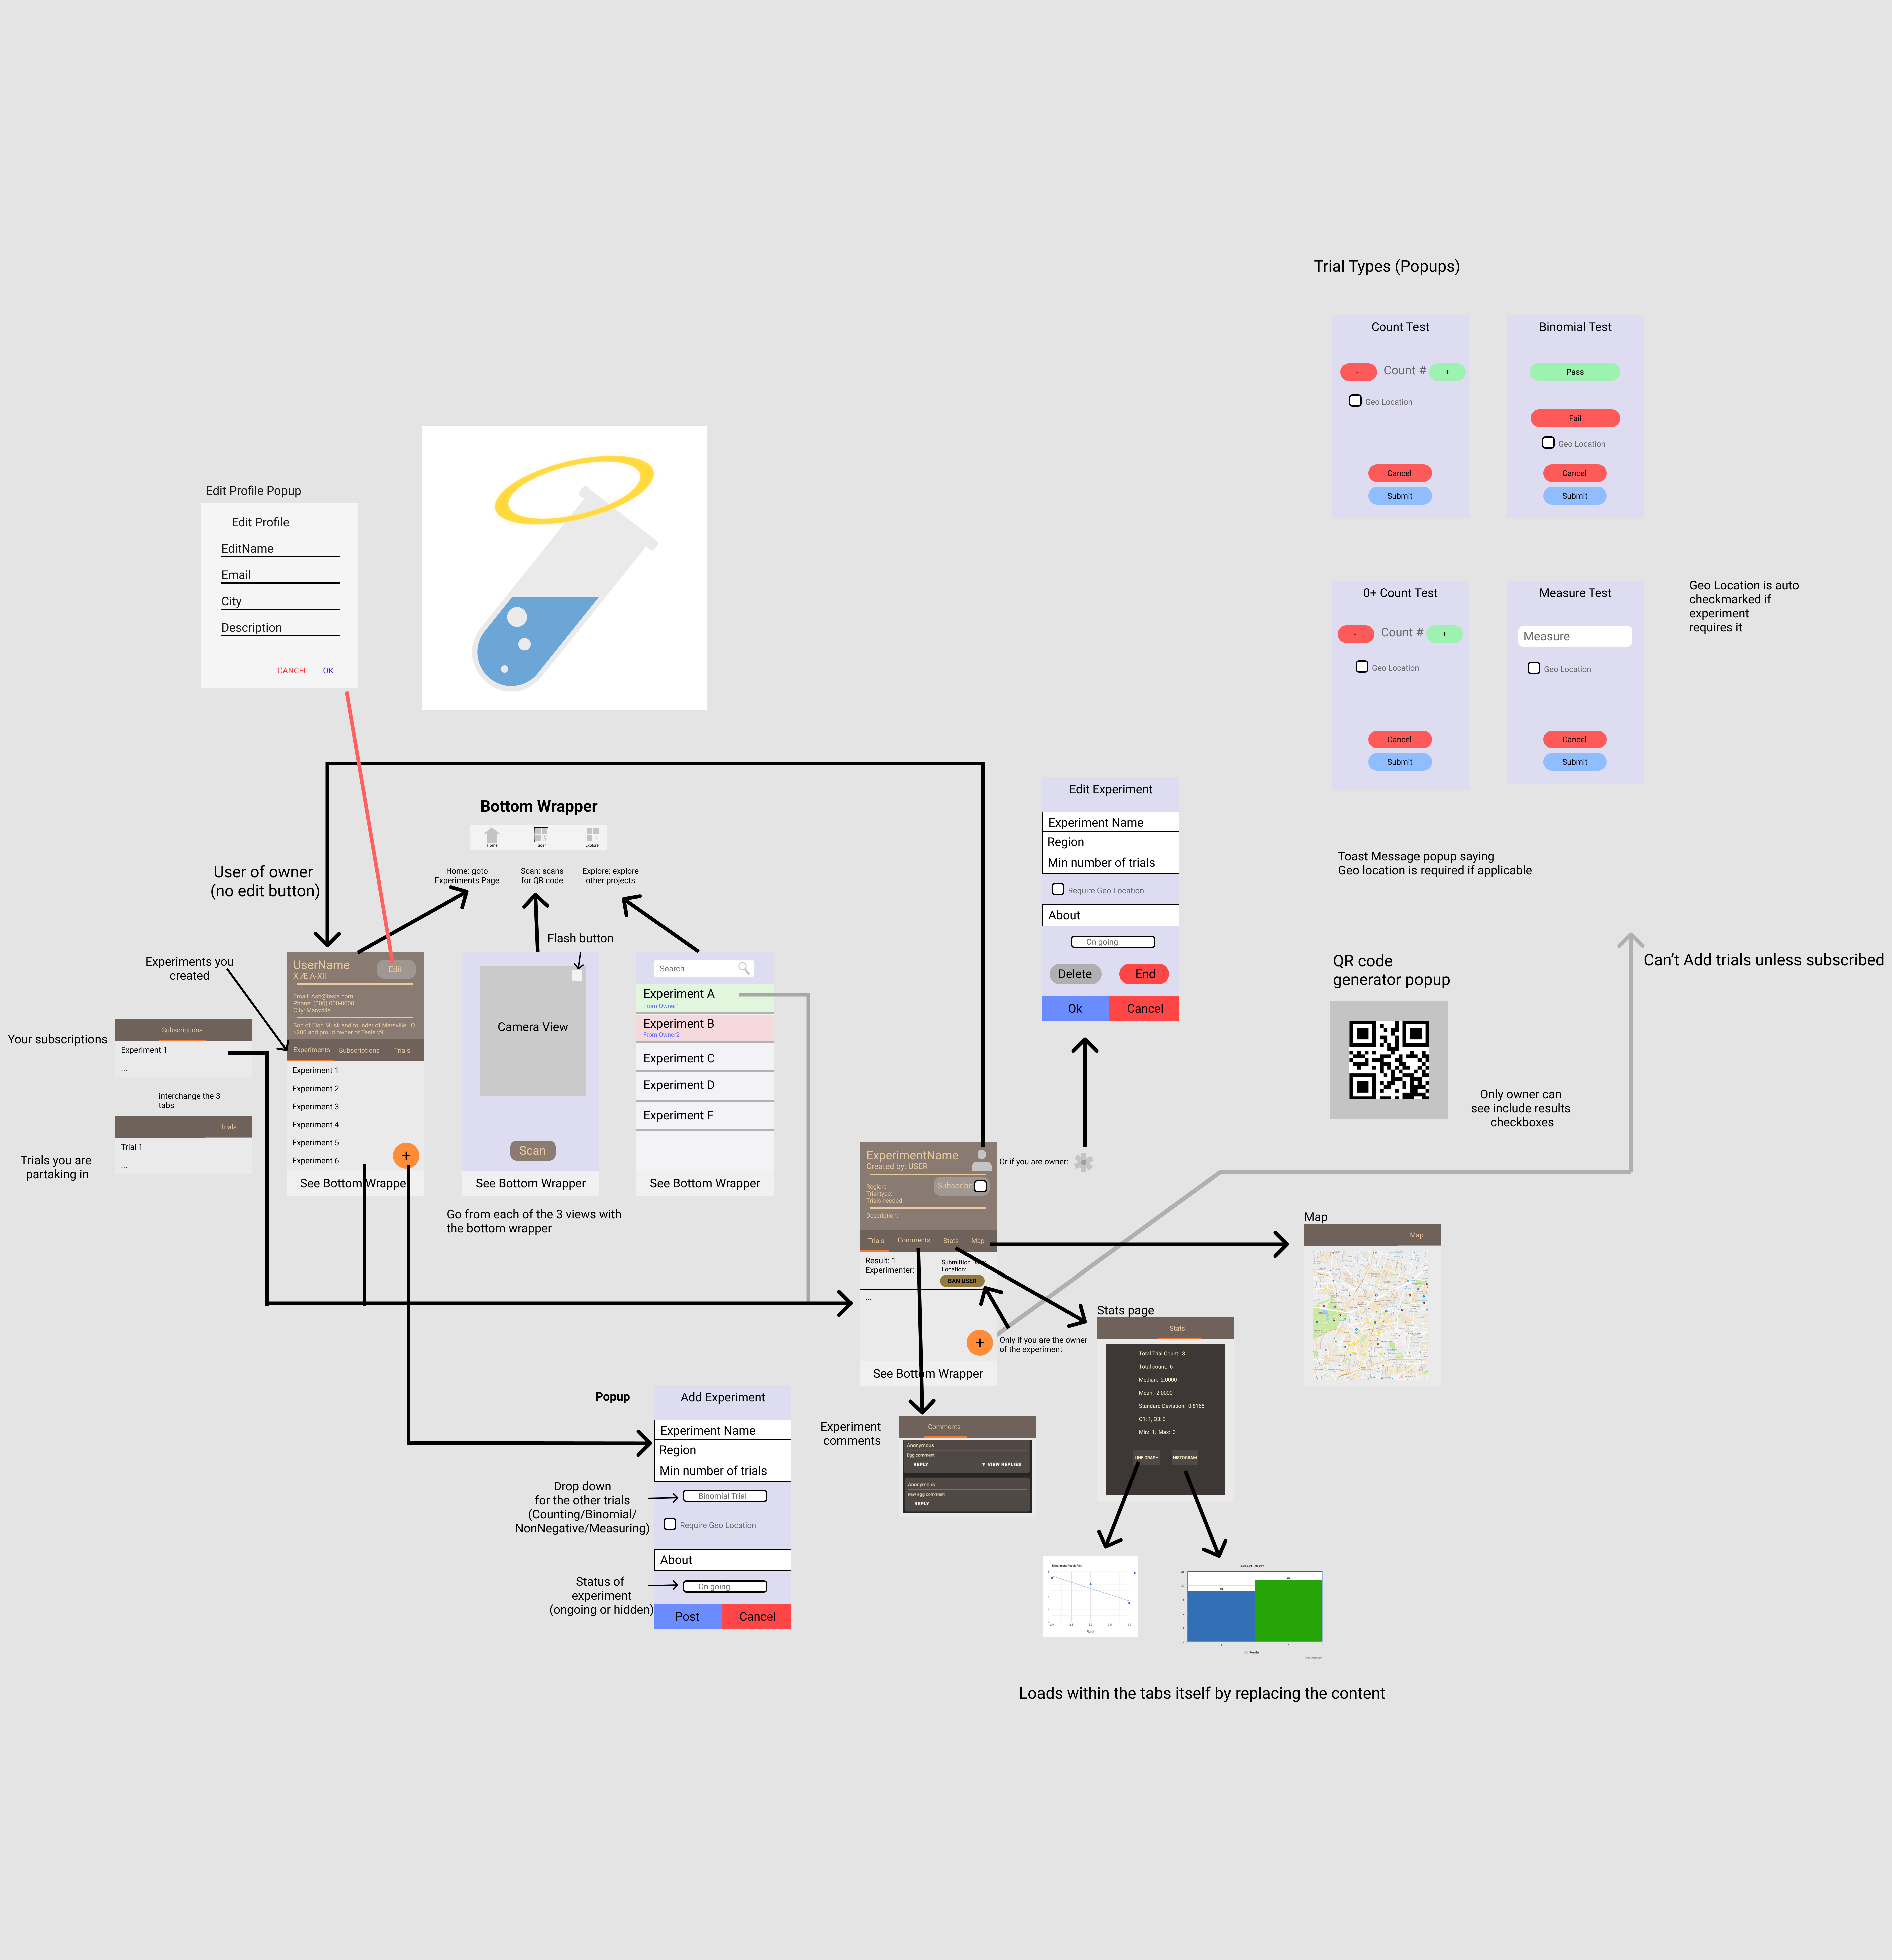 Trial Types (Popups)
Count Test
-
Count #
+
Geo Location
Cancel
Submit
Binomial Test
Pass
Fail
Geo Location
Cancel
Submit
Edit Profile Popup
Edit Profile
EditName
Email
City
Description
CANCEL
OK
0+ Count Test
-
Count #
+
Geo Location
Cancel
Submit
Measure Test
Measure
Geo Location
Cancel
Submit
Geo Location is auto
checkmarked if
experiment
requires it
Toast Message popup saying
Geo location is required if applicable
Bottom Wrapper
Home
Scan
Explore
Home: goto
Experiments Page
Scan: scans
for QR code
Explore: explore
other projects
User of owner
(no edit button)
Experiments you
created
UserName
X Æ A-Xii
Edit
Email: Ash@tesla.com
Phone: (000) 000-0000
City: Marsville
Son of Elon Musk and founder of Marsville. IQ
>200 and proud owner of Tesla v9
Experiments
Subscriptions
Trials
Experiment 1
Experiment 2
Experiment 3
Experiment 4
Experiment 5
Experiment 6
+
See Bottom Wrapper
Your subscriptions
Subscriptions
Experiment 1
...
interchange the 3
tabs
Trials
Trial 1
...
Trials you are
partaking in
Flash button
Camera View
Scan
See Bottom Wrapper
Search
Experiment A
From Owner1
Experiment B
From Owner2
Experiment C
Experiment D
Experiment F
See Bottom Wrapper
Go from each of the 3 views with
the bottom wrapper
Edit Experiment
Experiment Name
Region
Min number of trials
Require Geo Location
About
On going
Delete
End
Ok
Cancel
QR code
generator popup
Can't Add trials unless subscribed
Only owner can
see include results
checkboxes
ExperimentName
Created by: USER
Or if you are owner:
Region:
Trial type:
Trials needed
Subscribe
Description:
Trials
Comments
Stats
Map
Result: 1
Experimenter:
Submittion
Location:
BAN USER
...
+
Only if you are the owner
of the experiment
See Bottom Wrapper
Map
Map
Stats page
Stats
Total Trial Count: 3
Total count: 6
Median: 2.0000
Mean: 2.0000
Standard Deviation: 0.8165
Q1: 1, Q3: 3
Min: 1, Max: 3
LINE GRAPH
HISTOGRAM
Popup
Add Experiment
Experiment Name
Region
Min number of trials
Binomial Trial
Require Geo Location
About
On going
Post
Cancel
Drop down
for the other trials
(Counting/Binomial/
NonNegative/Measuring)
Status of
experiment
(ongoing or hidden)
Experiment
comments
Comments
Anonymous
Egg comment
REPLY
▼ VIEW REPLIES
Anonymous
new egg comment
REPLY
Loads within the tabs itself by replacing the content